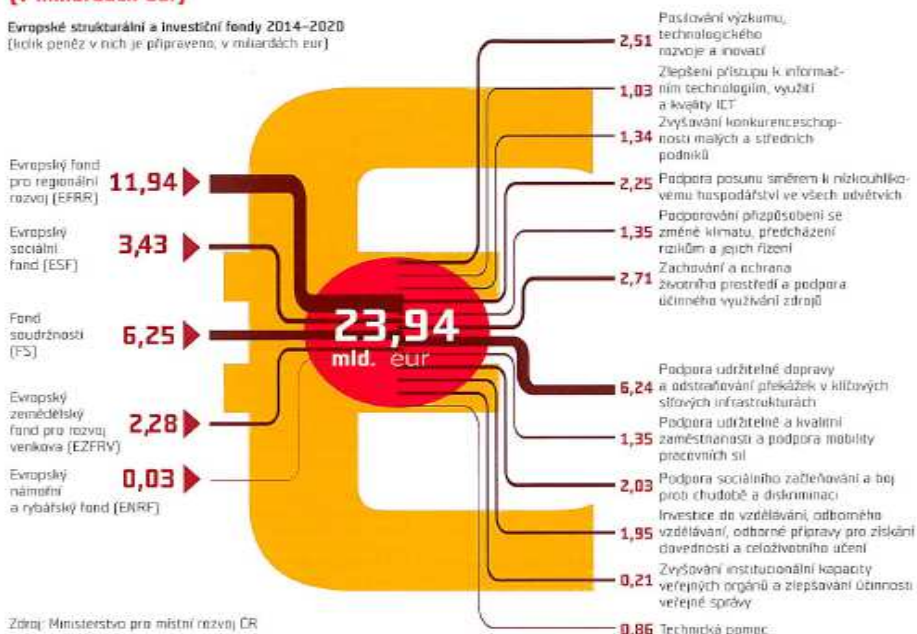 (v miliardách eur)
Evropské strukturální a investiční fondy 2014–2020
(kolik peněz v nich je připraveno, v miliardách eur)
Evropský fond
pro regionální
rozvoj (EFRR)
11,94
Evropský
sociální
fond (ESF)
3,43
Fond
soudržnosti
(FS)
6,25
Evropský
zemědělský
fond pro rozvoj
venkova (EZFRV)
2,28
Evropský
námořní
a rybářský fond (ENRF)
0,03
23,94
mld. eur
2,51
Posilování výzkumu,
technologického
rozvoje a inovací
1,03
Zlepšení přístupu k informač-
ním technologiím, využití
a kvality ICT
1,34
Zvyšování konkurenceschop-
nosti malých a středních
podniků
2,25
Podpora posunu směrem k nízkouhlíko-
vému hospodářství ve všech odvětvích
1,35
Podporování přizpůsobení se
změně klimatu, předcházení
rizikům a jejich řízení
2,71
Zachování a ochrana
životního prostředí a podpora
účinného využívání zdrojů
6,24
Podpora udržitelné dopravy
a odstraňování překážek v klíčových
síťových infrastrukturách
1,35
Podpora udržitelné a kvalitní
zaměstnanosti a podpora mobility
pracovních sil
2,03
Podpora sociálního začleňování a boj
proti chudobě a diskriminaci
1,95
Investice do vzdělávání, odborného
vzdělávání, odborné přípravy pro získání
dovedností a celoživotního učení
0,21
Zvyšování institucionální kapacity
veřejných orgánů a zlepšování účinnosti
veřejné správy
0,86
Technická pomoc
Zdroj: Ministerstvo pro místní rozvoj ČR